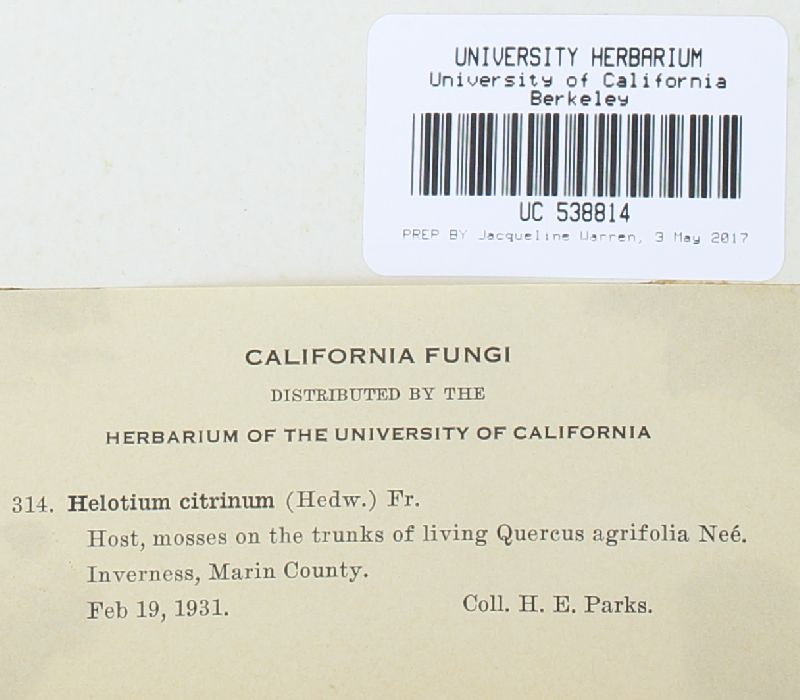 UNIVERSITY HERBARIUM
University of California
Berkeley
UC 538814
PREP BY Jacqueline Warren, 3 May 2017
CALIFORNIA FUNGI
DISTRIBUTED BY THE
HERBARIUM OF THE UNIVERSITY OF CALIFORNIA
314. Helotium citrinum (Hedw.) Fr.
Host, mosses on the trunks of living Quercus agrifolia Neé.
Inverness, Marin County.
Feb 19, 1931. Coll. H. E. Parks.